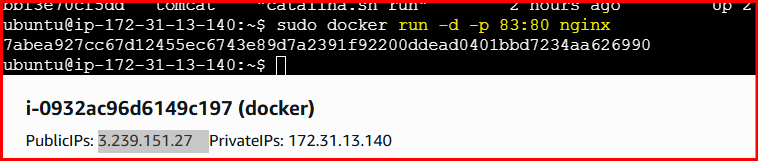 bb13e70c15dd   tomcat    "catalina.sh run"    2 hours ago    Up 2
ubuntu@ip-172-31-13-140:~$ sudo docker run -d -p 83:80 nginx
7abea927cc67d12455ec6743e89d7a2391f92200ddead0401bbd7234aa626990
ubuntu@ip-172-31-13-140:~$
i-0932ac96d6149c197 (docker)
PublicIPs: 3.239.151.27 PrivateIPs: 172.31.13.140